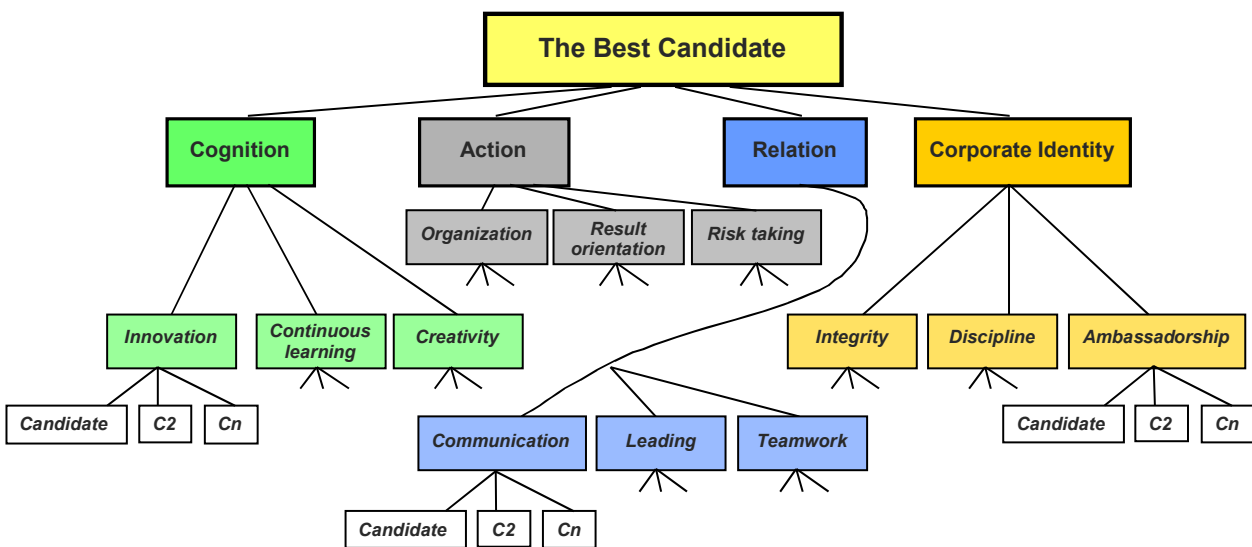 The Best Candidate
Cognition
Action
Relation
Corporate Identity
Organization
Result
orientation
Risk taking
Innovation
Continuous
learning
Creativity
Integrity
Discipline
Ambassadorship
Candidate
C2
Cn
Candidate
C2
Cn
Communication
Leading
Teamwork
Candidate
C2
Cn